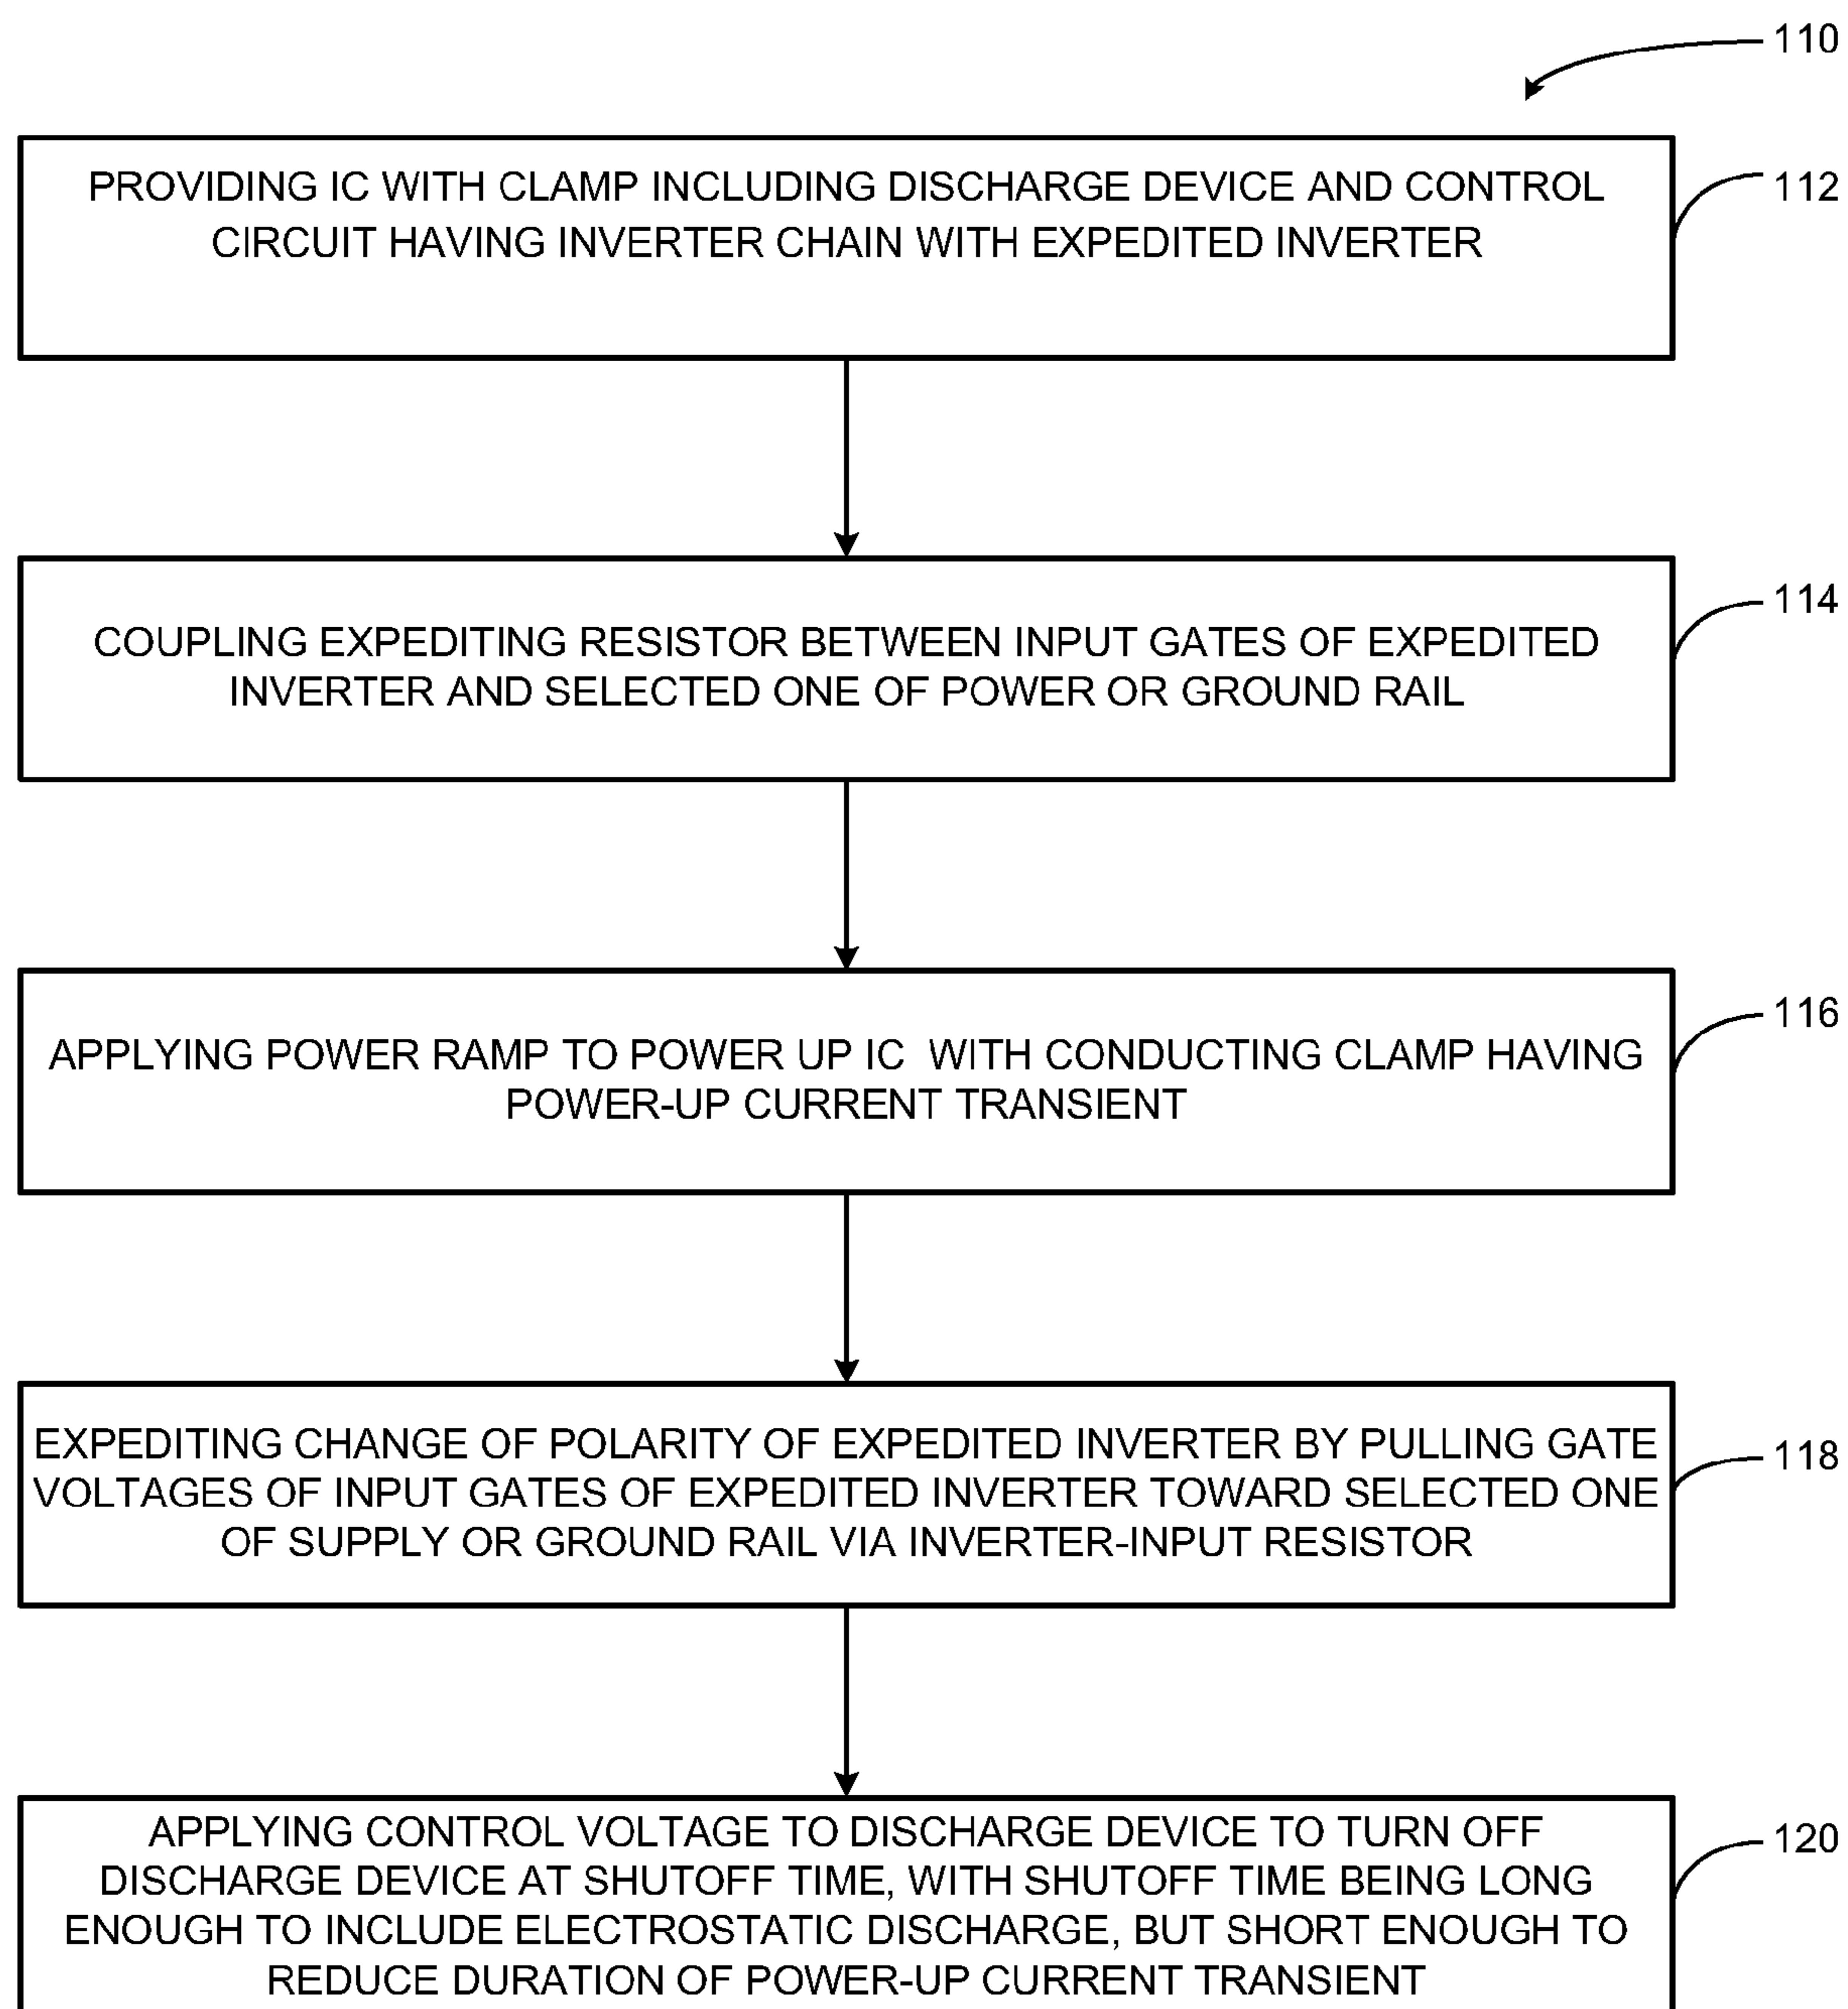 110
PROVIDING IC WITH CLAMP INCLUDING DISCHARGE DEVICE AND CONTROL
CIRCUIT HAVING INVERTER CHAIN WITH EXPEDITED INVERTER
112
COUPLING EXPEDITING RESISTOR BETWEEN INPUT GATES OF EXPEDITED
INVERTER AND SELECTED ONE OF POWER OR GROUND RAIL
114
APPLYING POWER RAMP TO POWER UP IC WITH CONDUCTING CLAMP HAVING
POWER-UP CURRENT TRANSIENT
116
EXPEDITING CHANGE OF POLARITY OF EXPEDITED INVERTER BY PULLING GATE
VOLTAGES OF INPUT GATES OF EXPEDITED INVERTER TOWARD SELECTED ONE
OF SUPPLY OR GROUND RAIL VIA INVERTER-INPUT RESISTOR
118
APPLYING CONTROL VOLTAGE TO DISCHARGE DEVICE TO TURN OFF
DISCHARGE DEVICE AT SHUTOFF TIME, WITH SHUTOFF TIME BEING LONG
ENOUGH TO INCLUDE ELECTROSTATIC DISCHARGE, BUT SHORT ENOUGH TO
REDUCE DURATION OF POWER-UP CURRENT TRANSIENT
120